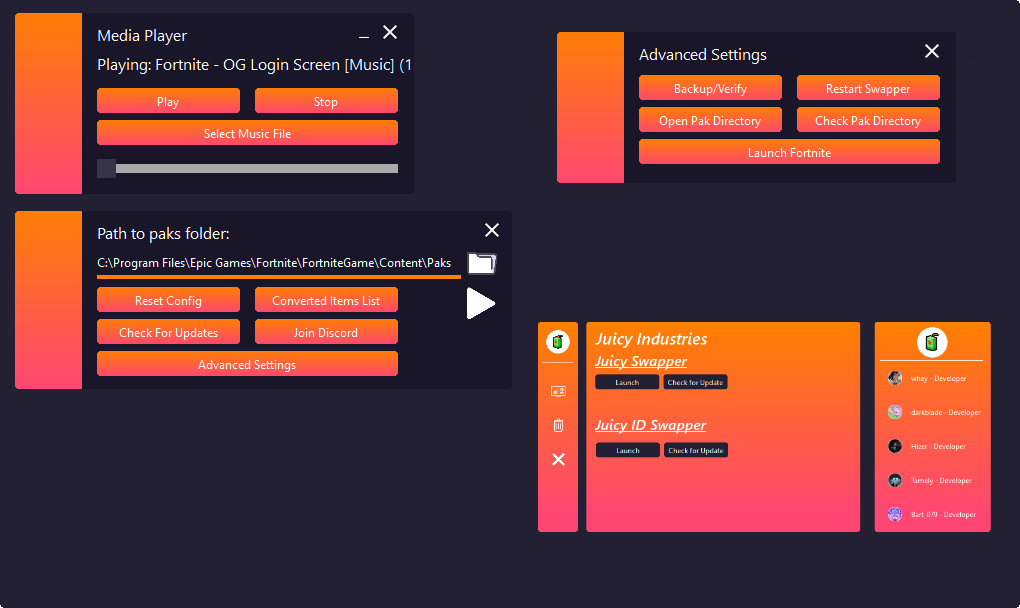 Media Player
Playing: Fortnite - OG Login Screen [Music] (1
Play
Stop
Select Music File
Advanced Settings
Backup/Verify
Restart Swapper
Open Pak Directory
Check Pak Directory
Launch Fortnite
Path to paks folder:
C:\Program Files\Epic Games\Fortnite\FortniteGame\Content\Paks
Reset Config
Converted Items List
Check For Updates
Join Discord
Advanced Settings
Juicy Industries
Juicy Swapper
Launch
Check for Update
Juicy ID Swapper
Launch
Check for Update
whey - Developer
darkblade - Developer
Hizer - Developer
Tamely - Developer
Bart_079 - Developer